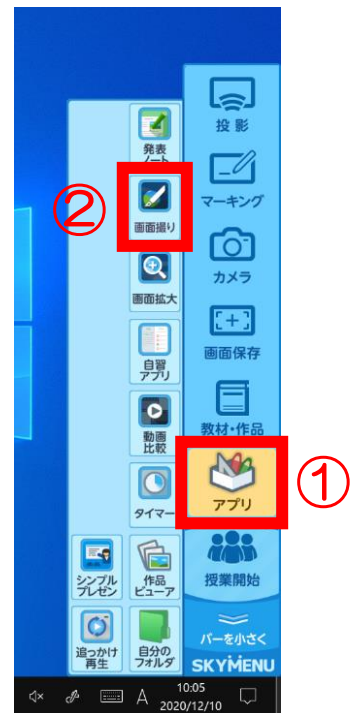 投影
マーキング
カメラ
画面保存
教材・作品
①
アプリ
授業開始
バーを小さく
SKYMENU
発表
ノート
②
画面撮り
画面拡大
自習
アプリ
動画
比較
タイマー
シンプル
プレゼン
作品
ビューア
追っかけ
再生
自分の
フォルダ
A
10:05
2020/12/10